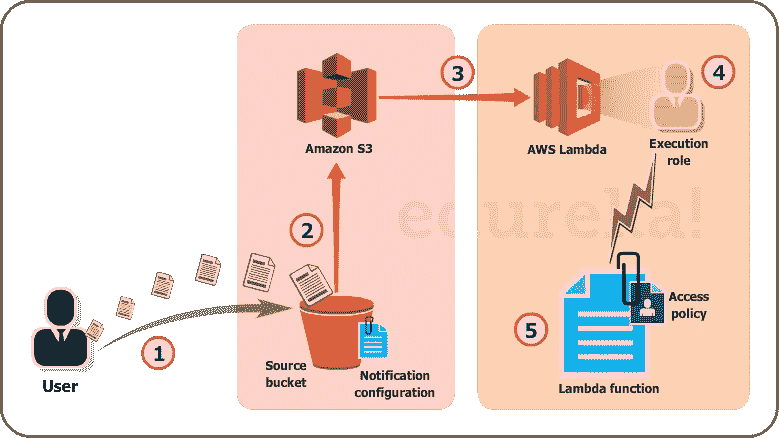 3
4
Amazon S3
AWS Lambda
Execution
role
2
edureka!
Access
policy
5
1
Source
bucket
Notification
configuration
User
Lambda function